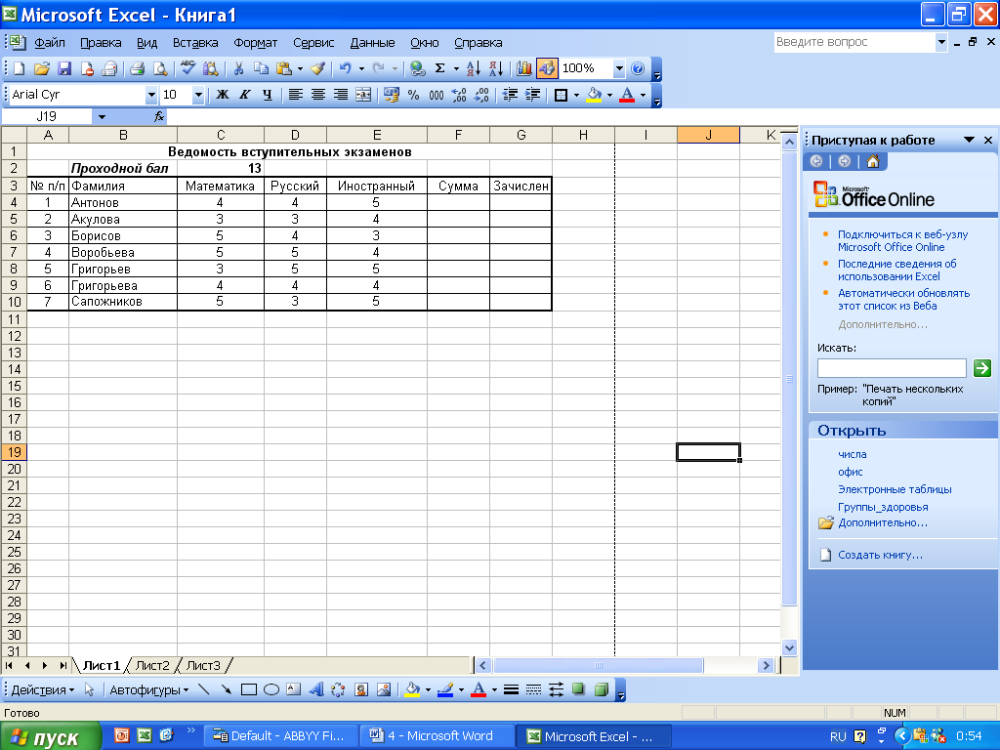 Microsoft Excel - Книга1
Файл Правка Вид Вставка Формат Сервис Данные Окно Справка Введите вопрос
100%
Arial Cyr 10 Ж К Ч % 000
J19 fx
A B C D E F G H I J K
1 Ведомость вступительных экзаменов
2 Проходной бал 13
3 № п/п Фамилия Математика Русский Иностранный Сумма Зачислен
4 1 Антонов 4 4 5
5 2 Акулова 3 3 4
6 3 Борисов 5 4 3
7 4 Воробьева 5 5 4
8 5 Григорьев 3 5 5
9 6 Григорьева 4 4 4
10 7 Сапожников 5 3 5
11
12
13
14
15
16
17
18
19
20
21
22
23
24
25
26
27
28
29
30
31
Приступая к работе
Microsoft
Office Online
Подключиться к веб-узлу
Microsoft Office Online
Последние сведения об
использовании Excel
Автоматически обновлять
этот список из Веба
Дополнительно...
Искать:
Пример: "Печать нескольких
копий"
Открыть
числа
офис
Электронные таблицы
Группы_здоровья
Дополнительно...
Создать книгу...
Лист1 Лист2 Лист3
Действия Автофигуры
Готово NUM
пуск Default - ABBYY Fi... 4 - Microsoft Word Microsoft Excel - ... RU 0:54